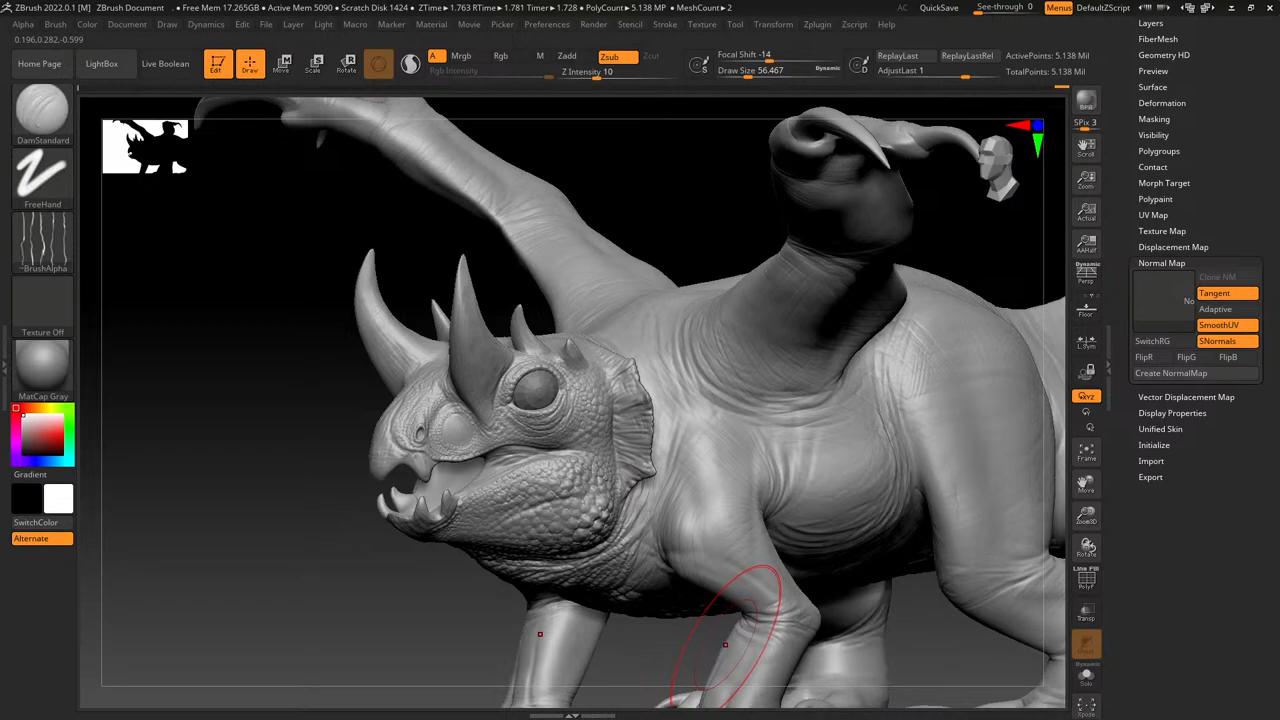 ZBrush 2022.0.1 [M] ZBrush Document • Free Mem 17.265GB • Active Mem 5090 • Scratch Disk 1424 • ZTime▸1.763 RTime▸1.781 Timer▸1.728 • PolyCount▸5.138 MP • MeshCount▸2 AC QuickSave See-through 0 Menus DefaultZScript
Alpha Brush Color Document Draw Dynamics Edit File Layer Light Macro Marker Material Movie Picker Preferences Render Stencil Stroke Texture Tool Transform Zplugin Zscript Help
0.196,0.282,-0.599
Home Page LightBox Live Boolean Edit Draw Move Scale Rotate A Mrgb Rgb M Zadd Zsub Zcut
Rgb Intensity Z Intensity 10
S Focal Shift -14
Draw Size 56.467 Dynamic
D ReplayLast ReplayLastRel ActivePoints: 5.138 Mil
AdjustLast 1 TotalPoints: 5.138 Mil
DamStandard
FreeHand
~BrushAlpha
Texture Off
MatCap Gray
Gradient
SwitchColor
Alternate
BPR
SPix 3
Scroll
Zoom
Actual
AAHalf
Dynamic
Persp
Floor
L.Sym
XYZ
Frame
Move
Zoom3D
Rotate
Line Fill
PolyF
Transp
Ghost
Dynamic
Solo
Xpose
Layers
FiberMesh
Geometry HD
Preview
Surface
Deformation
Masking
Visibility
Polygroups
Contact
Morph Target
Polypaint
UV Map
Texture Map
Displacement Map
Normal Map
Clone NM
No Tangent
Adaptive
SmoothUV
SwitchRG SNormals
FlipR FlipG FlipB
Create NormalMap
Vector Displacement Map
Display Properties
Unified Skin
Initialize
Import
Export